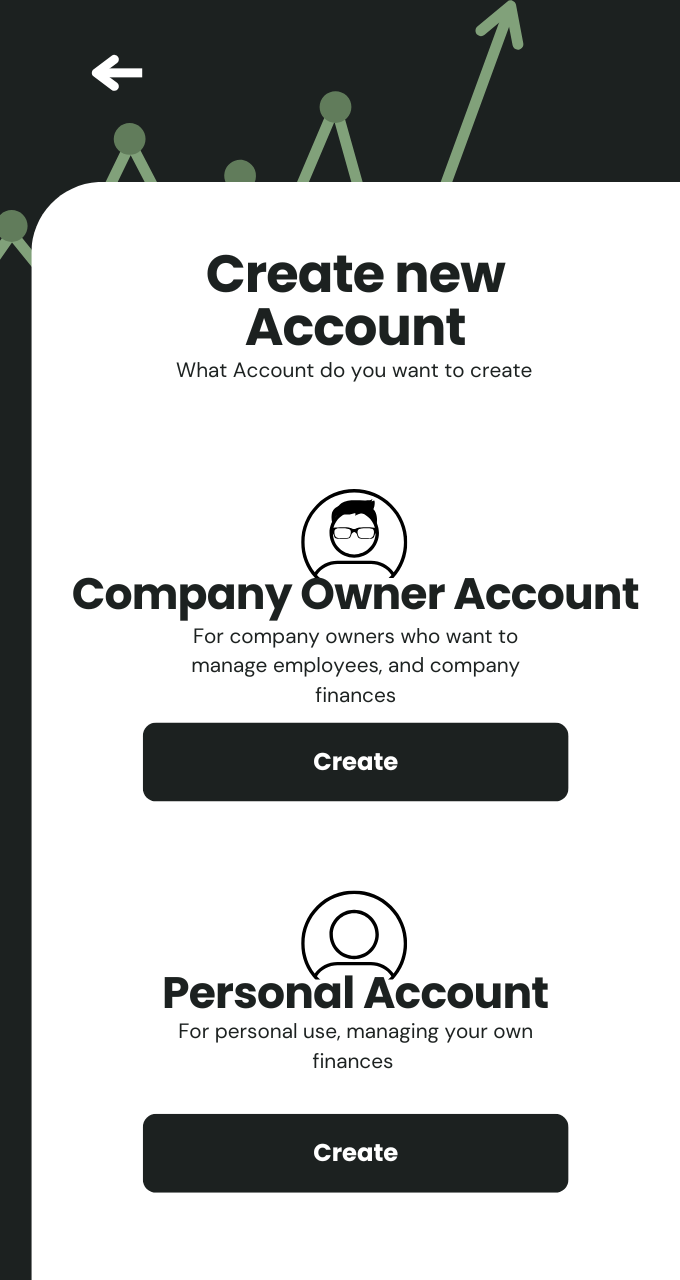 Create new
Account
What Account do you want to create
Company Owner Account
For company owners who want to
manage employees, and company
finances
Create
Personal Account
For personal use, managing your own
finances
Create